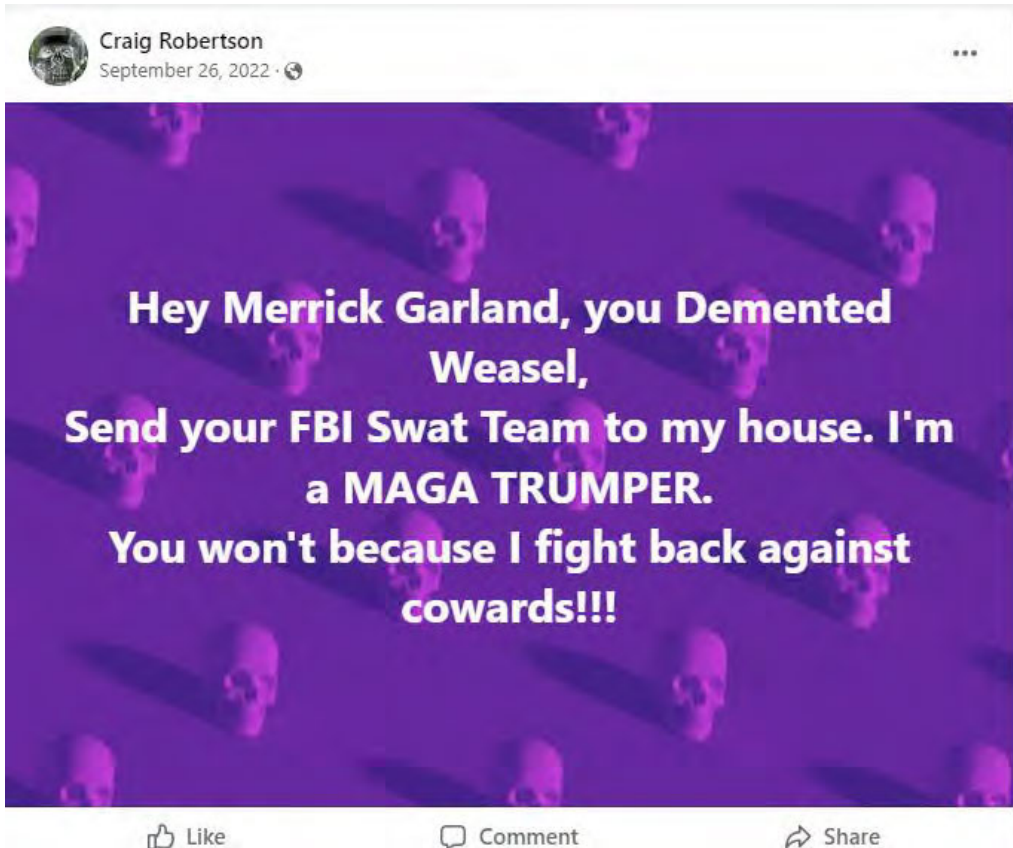 Craig Robertson
September 26, 2022 ·
Hey Merrick Garland, you Demented
Weasel,
Send your FBI Swat Team to my house. I'm
a MAGA TRUMPER.
You won't because I fight back against
cowards!!!
Like Comment Share